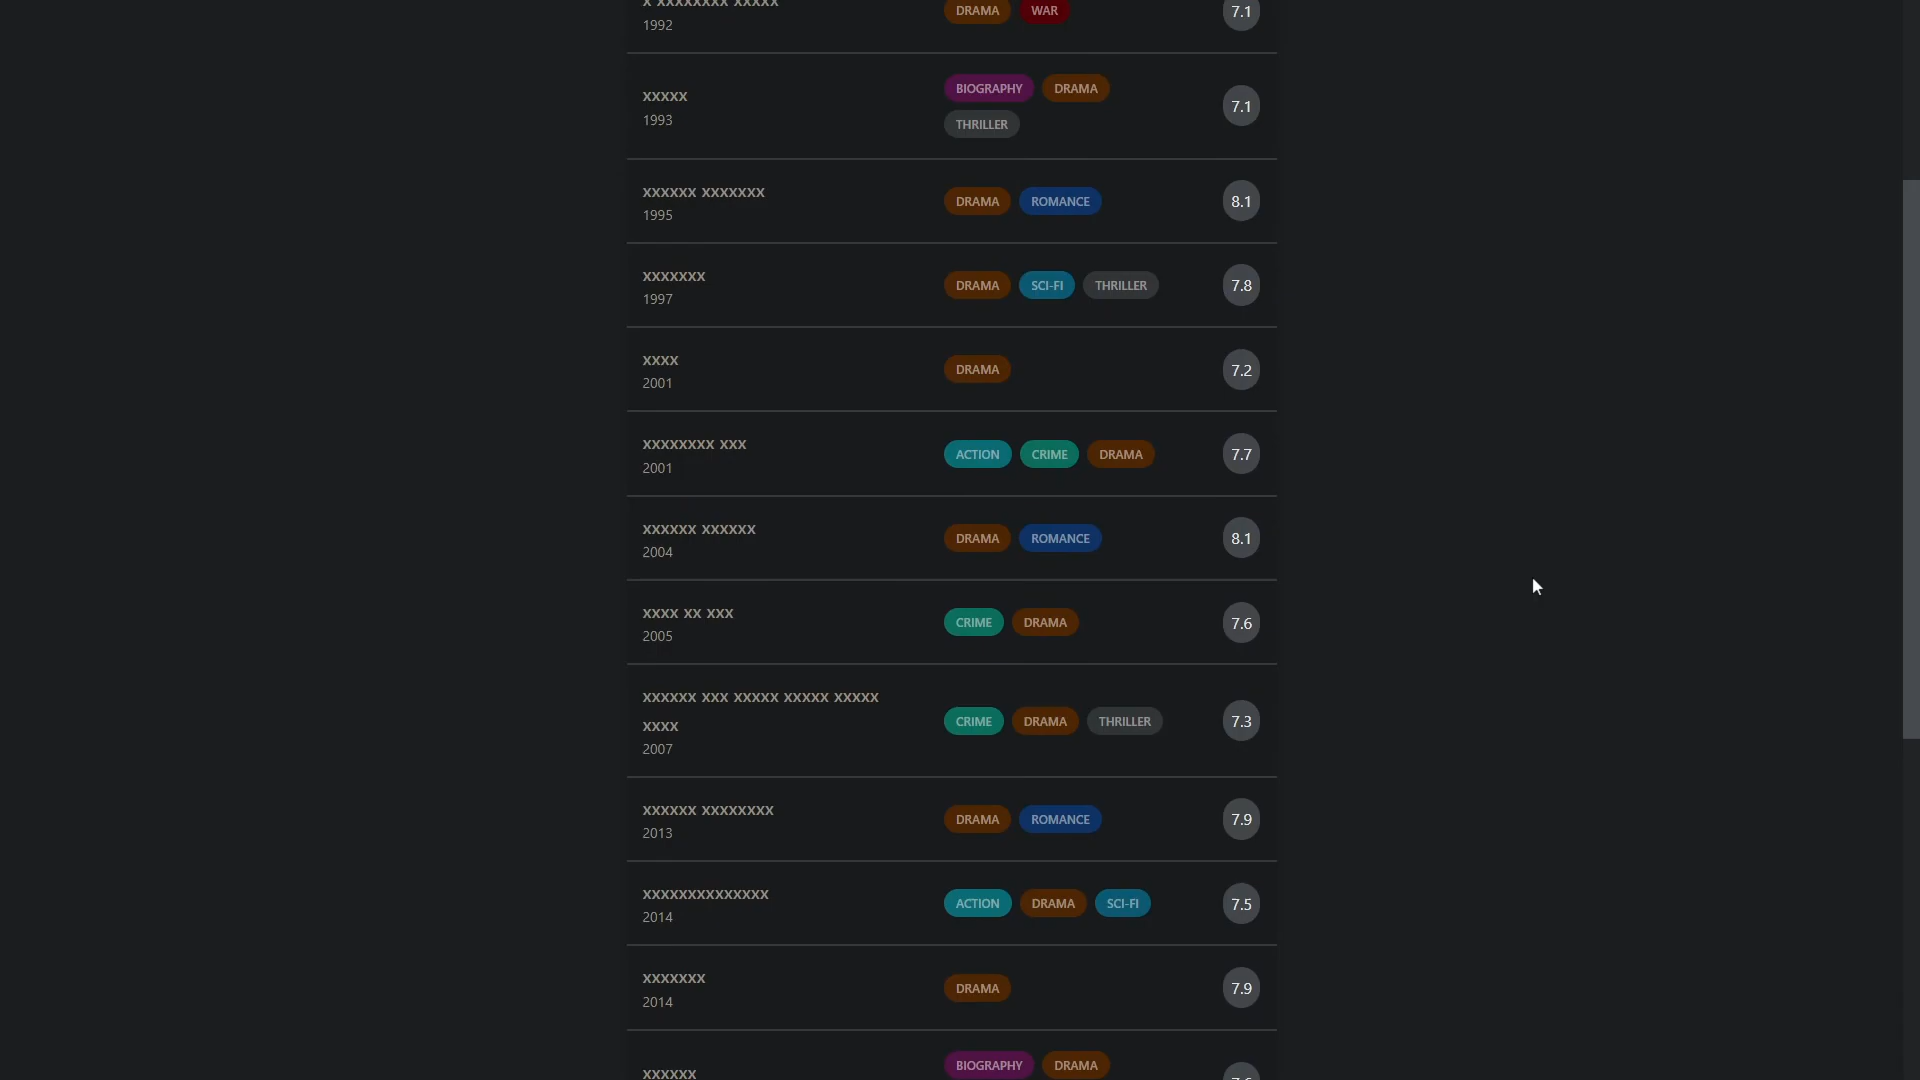 x xxxxxxxx xxxxx
DRAMA WAR 7.1
1992
BIOGRAPHY DRAMA
xxxxx
7.1
1993
THRILLER
xxxxxx xxxxxxx
DRAMA ROMANCE 8.1
1995
xxxxxxx
DRAMA SCI-FI THRILLER 7.8
1997
xxxx
DRAMA 7.2
2001
xxxxxxxx xxx
ACTION CRIME DRAMA 7.7
2001
xxxxxx xxxxxx
DRAMA ROMANCE 8.1
2004
xxxx xx xxx
CRIME DRAMA 7.6
2005
xxxxxx xxx xxxxx xxxxx xxxxx
xxxx
CRIME DRAMA THRILLER 7.3
2007
xxxxxx xxxxxxxx
DRAMA ROMANCE 7.9
2013
xxxxxxxxxxxxxx
ACTION DRAMA SCI-FI 7.5
2014
xxxxxxx
DRAMA 7.9
2014
BIOGRAPHY DRAMA
xxxxxx